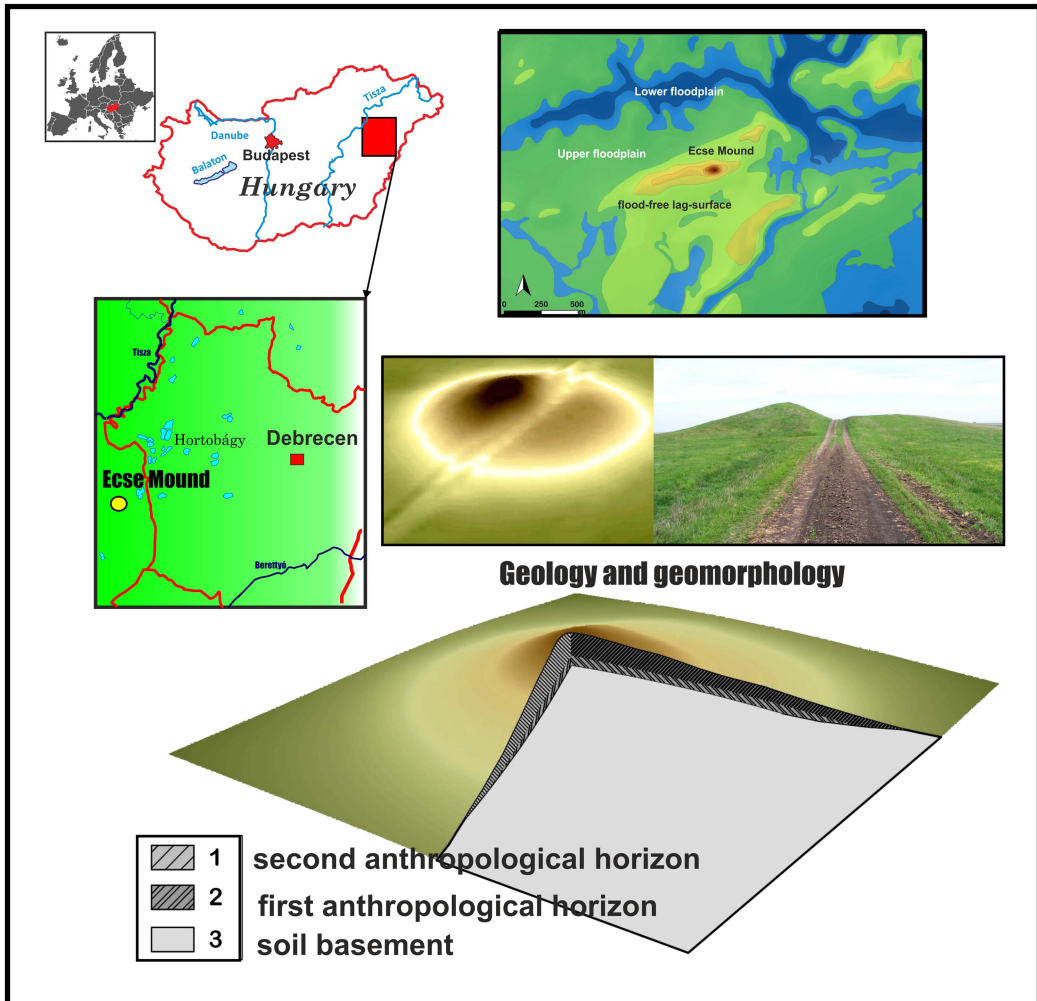 Tisza
Danube
Budapest
Balaton
Hungary
Lower floodplain
Ecse Mound
Upper floodplain
flood-free lag-surface
0 250 500
m
Tisza
Hortobágy
Debrecen
Ecse Mound
Berettyó
Geology and geomorphology
1 second anthropological horizon
2 first anthropological horizon
3 soil basement